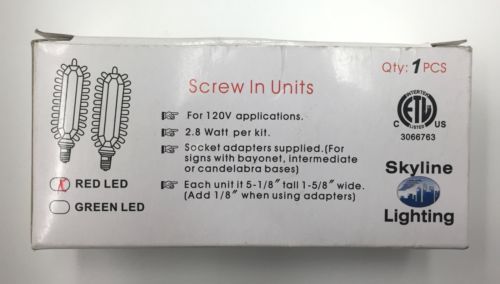 Screw In Units
Qty: 1 PCS
For 120V applications.
2.8 Watt per kit.
Socket adapters supplied.(For
signs with bayonet, intermediate
or candelabra bases)
Each unit it 5-1/8" tall 1-5/8" wide.
(Add 1/8" when using adapters)
RED LED
GREEN LED
INTERTEK
ETL
LISTED
C US
3066763
Skyline
Lighting